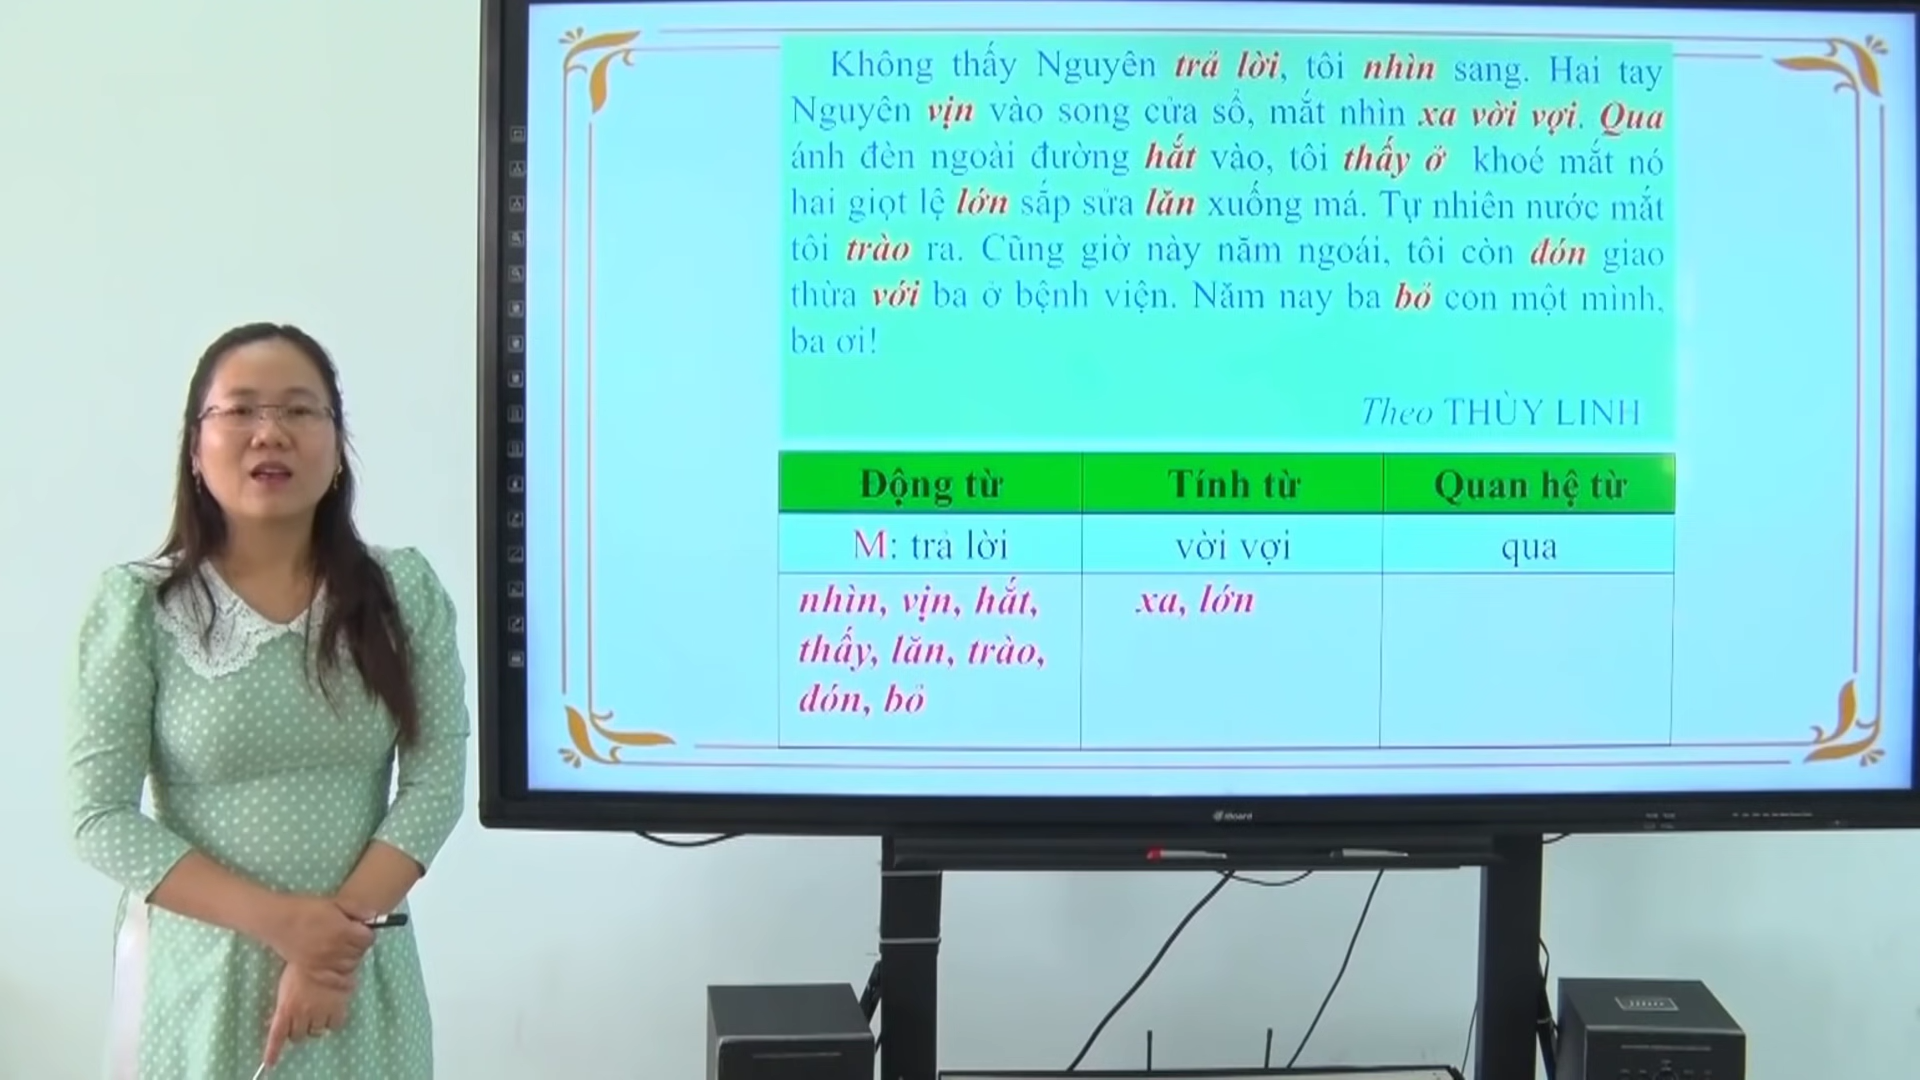 Không thấy Nguyên trả lời, tôi nhìn sang. Hai tay
Nguyên vịn vào song cửa sổ, mắt nhìn xa vời vợi. Qua
ánh đèn ngoài đường hắt vào, tôi thấy ở khoé mắt nó
hai giọt lệ lớn sắp sửa lăn xuống má. Tự nhiên nước mắt
tôi trào ra. Cũng giờ này năm ngoái, tôi còn đón giao
thừa với ba ở bệnh viện. Năm nay ba bỏ con một mình,
ba ơi!
Theo THÙY LINH
Động từ Tính từ Quan hệ từ
M: trả lời vời vợi qua
nhìn, vịn, hắt, xa, lớn
thấy, lăn, trào,
đón, bỏ